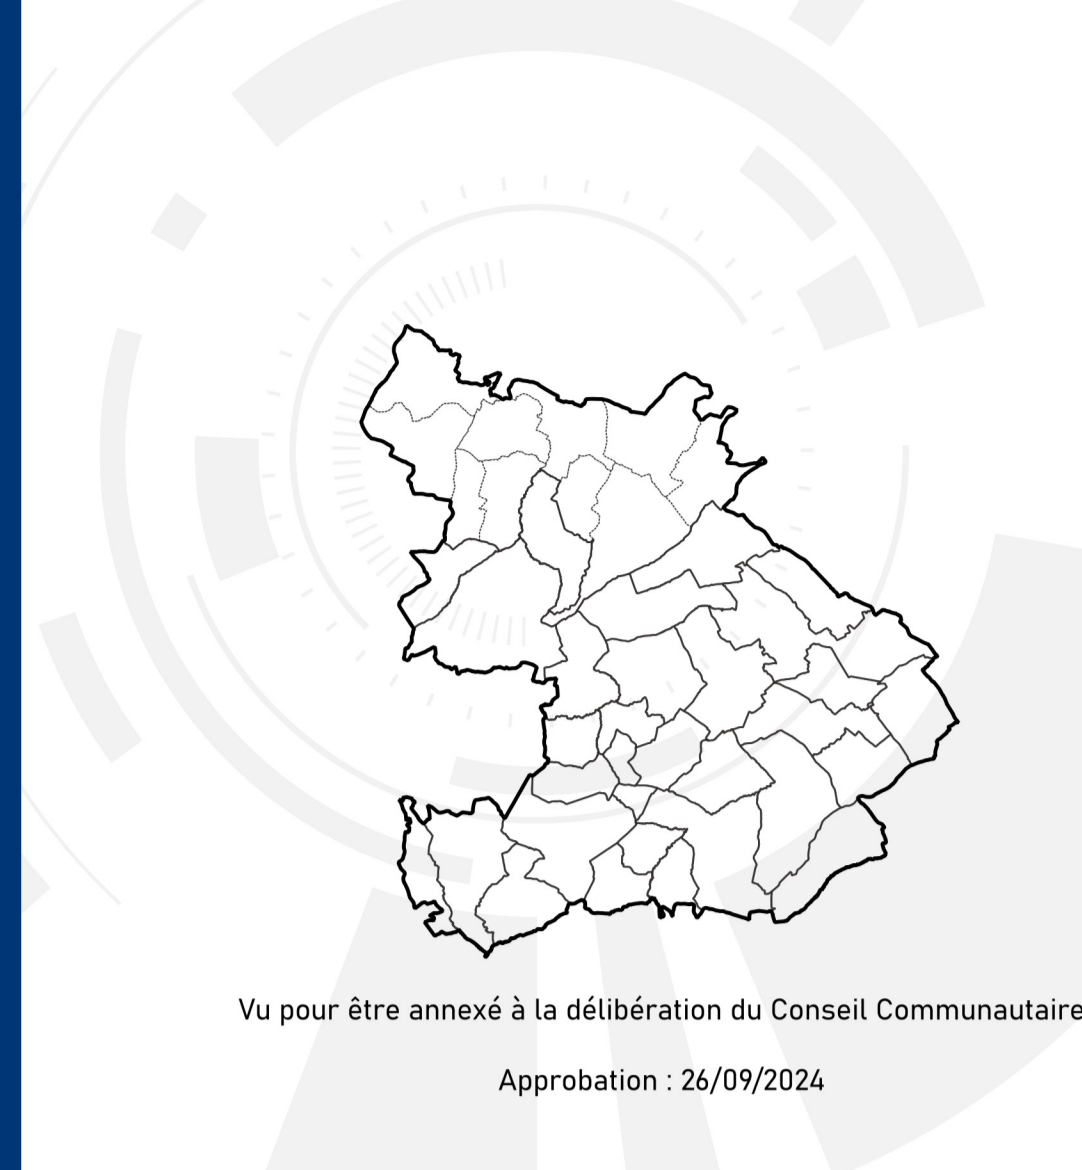 Vu pour être annexé à la délibération du Conseil Communautaire
Approbation : 26/09/2024